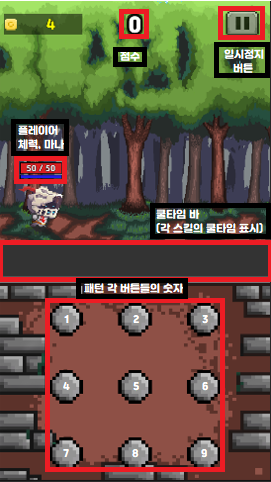 4
0
점수
일시정지
버튼
플레이어
체력, 마나
50 / 50
쿨타임 바
(각 스킬의 쿨타임 표시)
패턴 각 버튼들의 숫자
1 2 3
4 5 6
7 8 9